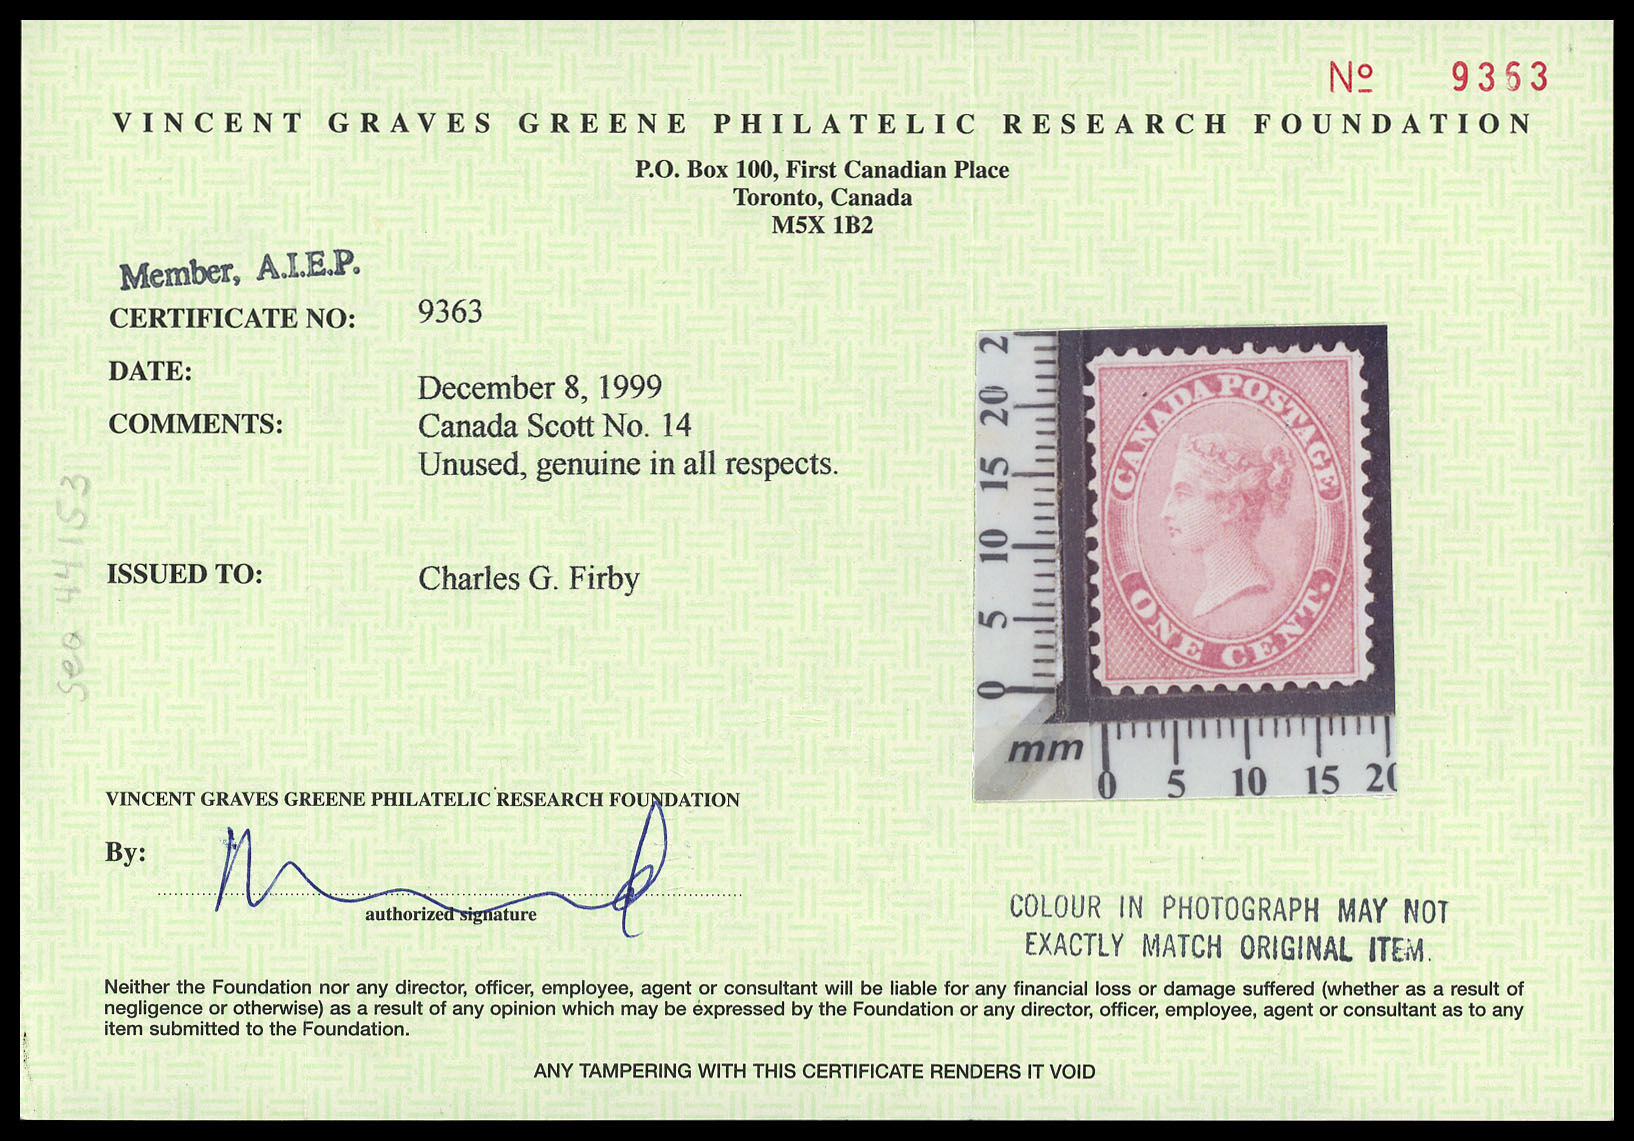 Nº 9363
VINCENT GRAVES GREENE PHILATELIC RESEARCH FOUNDATION
P.O. Box 100, First Canadian Place
Toronto, Canada
M5X 1B2
Member, A.I.E.P.
CERTIFICATE NO: 9363
DATE: December 8, 1999
COMMENTS: Canada Scott No. 14
Unused, genuine in all respects.
ISSUED TO: Charles G. Firby
44153
CANADA POSTAGE
ONE CENT.
2
20
15
10
5
0
mm
0 5 10 15 20
VINCENT GRAVES GREENE PHILATELIC RESEARCH FOUNDATION
By:
authorized signature
COLOUR IN PHOTOGRAPH MAY NOT
EXACTLY MATCH ORIGINAL ITEM.
Neither the Foundation nor any director, officer, employee, agent or consultant will be liable for any financial loss or damage suffered (whether as a result of
negligence or otherwise) as a result of any opinion which may be expressed by the Foundation or any director, officer, employee, agent or consultant as to any
item submitted to the Foundation.
ANY TAMPERING WITH THIS CERTIFICATE RENDERS IT VOID